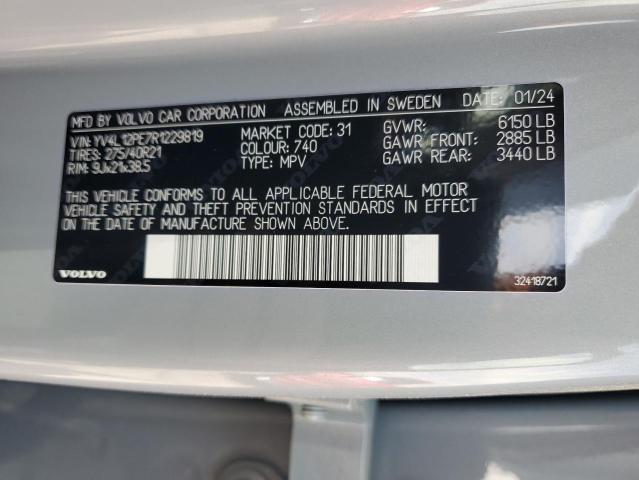 MFD BY VOLVO CAR CORPORATION ASSEMBLED IN SWEDEN DATE: 01/24
VIN: YV4L12PE7R1229819 MARKET CODE: 31 GVWR: 6150 LB
TIRES: 275/40R21 COLOUR: 740 GAWR FRONT: 2885 LB
RIM: 9Jx21x38.5 TYPE: MPV GAWR REAR: 3440 LB
THIS VEHICLE CONFORMS TO ALL APPLICABLE FEDERAL MOTOR
VEHICLE SAFETY AND THEFT PREVENTION STANDARDS IN EFFECT
ON THE DATE OF MANUFACTURE SHOWN ABOVE.
VOLVO 32418721